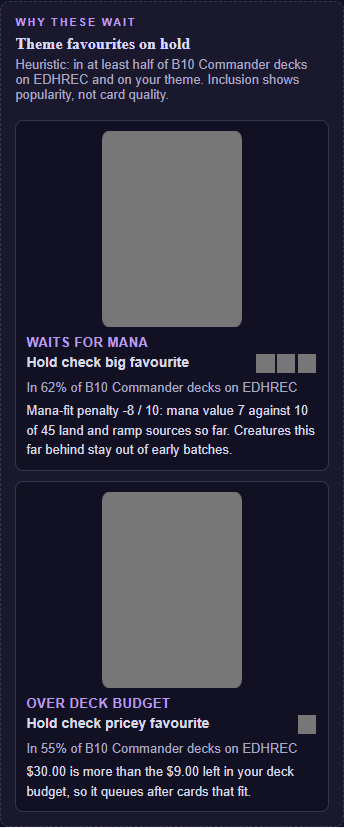 WHY THESE WAIT
Theme favourites on hold
Heuristic: in at least half of B10 Commander decks
on EDHREC and on your theme. Inclusion shows
popularity, not card quality.
WAITS FOR MANA
Hold check big favourite
In 62% of B10 Commander decks on EDHREC
Mana-fit penalty -8 / 10: mana value 7 against 10
of 45 land and ramp sources so far. Creatures this
far behind stay out of early batches.
OVER DECK BUDGET
Hold check pricey favourite
In 55% of B10 Commander decks on EDHREC
$30.00 is more than the $9.00 left in your deck
budget, so it queues after cards that fit.